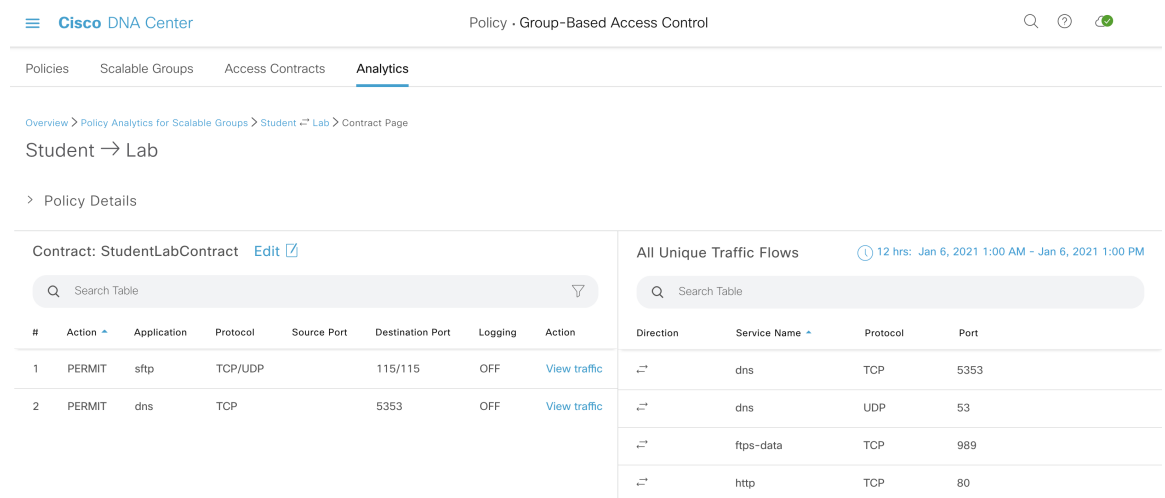 Cisco DNA Center
Policy · Group-Based Access Control
Policies Scalable Groups Access Contracts Analytics
Overview > Policy Analytics for Scalable Groups > Student ⇄ Lab > Contract Page
Student → Lab
> Policy Details
Contract: StudentLabContract Edit
Search Table
# Action Application Protocol Source Port Destination Port Logging Action
1 PERMIT sftp TCP/UDP 115/115 OFF View traffic
2 PERMIT dns TCP 5353 OFF View traffic
All Unique Traffic Flows 12 hrs: Jan 6, 2021 1:00 AM - Jan 6, 2021 1:00 PM
Search Table
Direction Service Name Protocol Port
⇄ dns TCP 5353
⇄ dns UDP 53
⇄ ftps-data TCP 989
⇄ http TCP 80